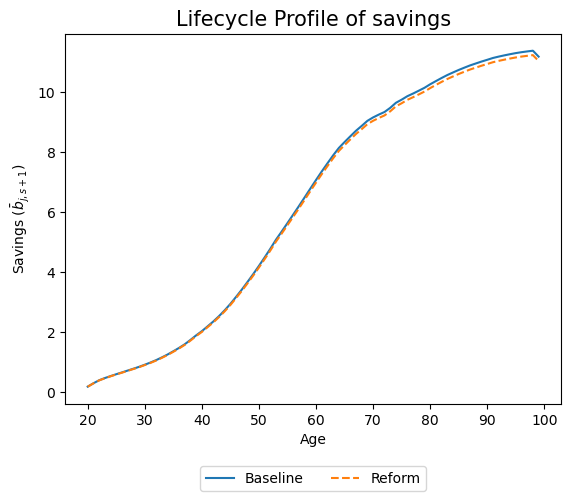 Lifecycle Profile of savings
Savings ($\bar{b}_{j,s+1}$)
10
8
6
4
2
0
20 30 40 50 60 70 80 90 100
Age
Baseline Reform